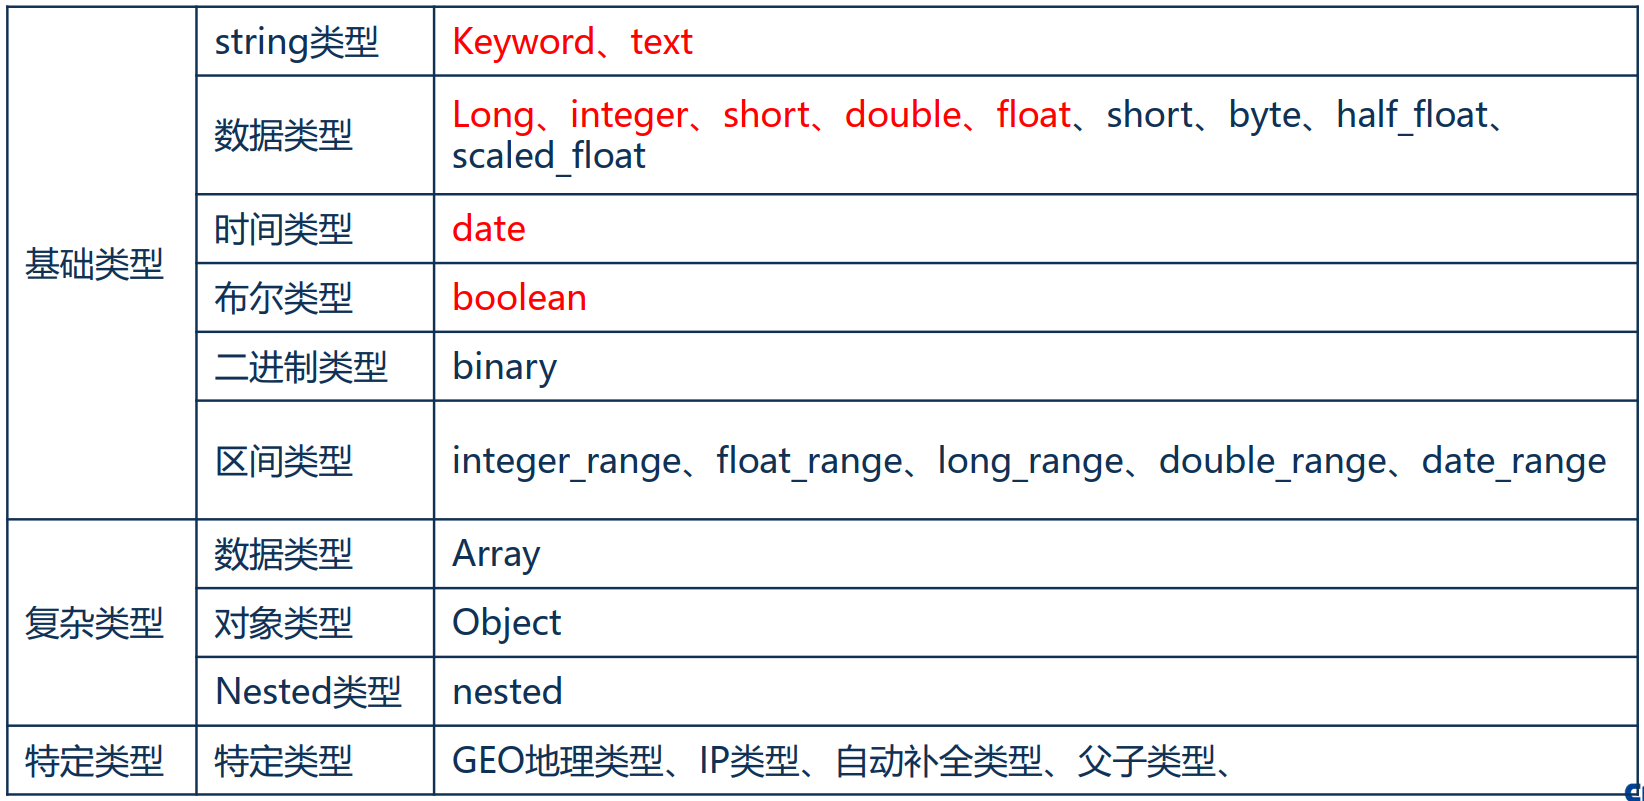 基础类型
string类型
Keyword、text
数据类型
Long、integer、short、double、float、short、byte、half_float、
scaled_float
时间类型
date
布尔类型
boolean
二进制类型
binary
区间类型
integer_range、float_range、long_range、double_range、date_range
复杂类型
数据类型
Array
对象类型
Object
Nested类型
nested
特定类型
特定类型
GEO地理类型、IP类型、自动补全类型、父子类型、